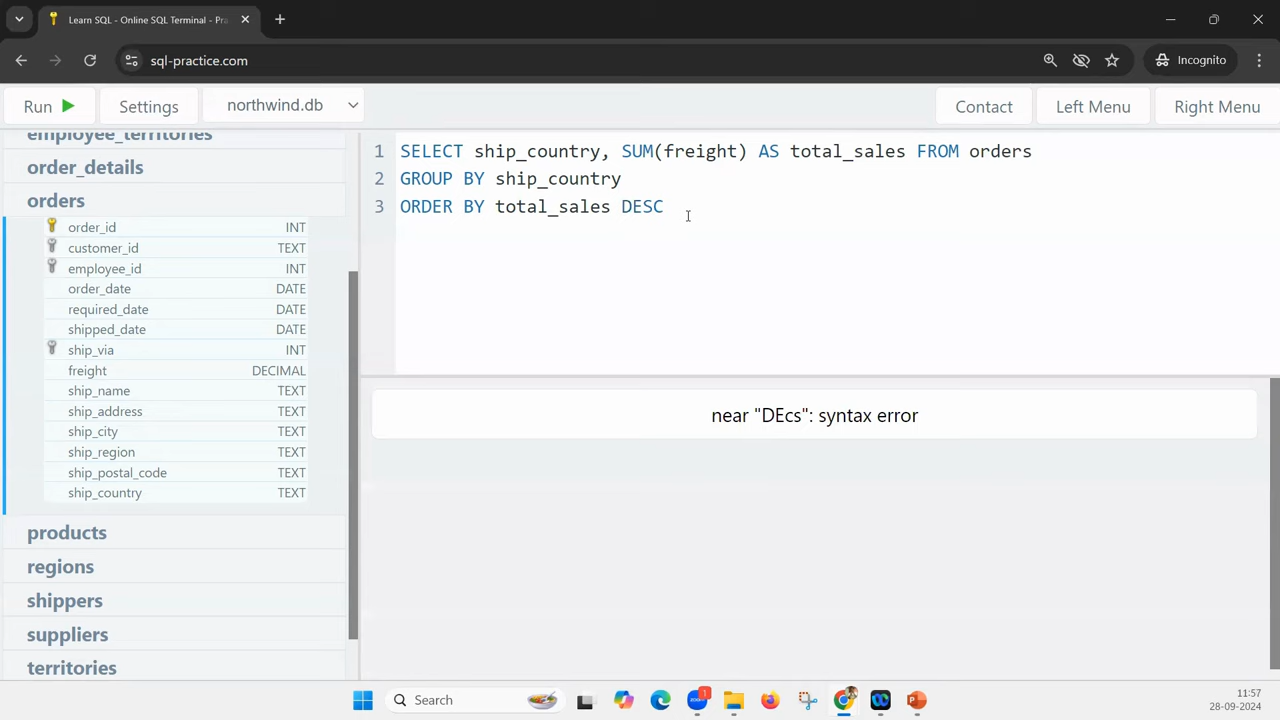 Learn SQL - Online SQL Terminal - Pra
sql-practice.com
Incognito
Run
Settings
northwind.db
Contact
Left Menu
Right Menu
employee_territories
order_details
orders
order_id INT
customer_id TEXT
employee_id INT
order_date DATE
required_date DATE
shipped_date DATE
ship_via INT
freight DECIMAL
ship_name TEXT
ship_address TEXT
ship_city TEXT
ship_region TEXT
ship_postal_code TEXT
ship_country TEXT
products
regions
shippers
suppliers
territories
1 SELECT ship_country, SUM(freight) AS total_sales FROM orders
2 GROUP BY ship_country
3 ORDER BY total_sales DESC
near "DEcs": syntax error
Search
1
11:57
28-09-2024